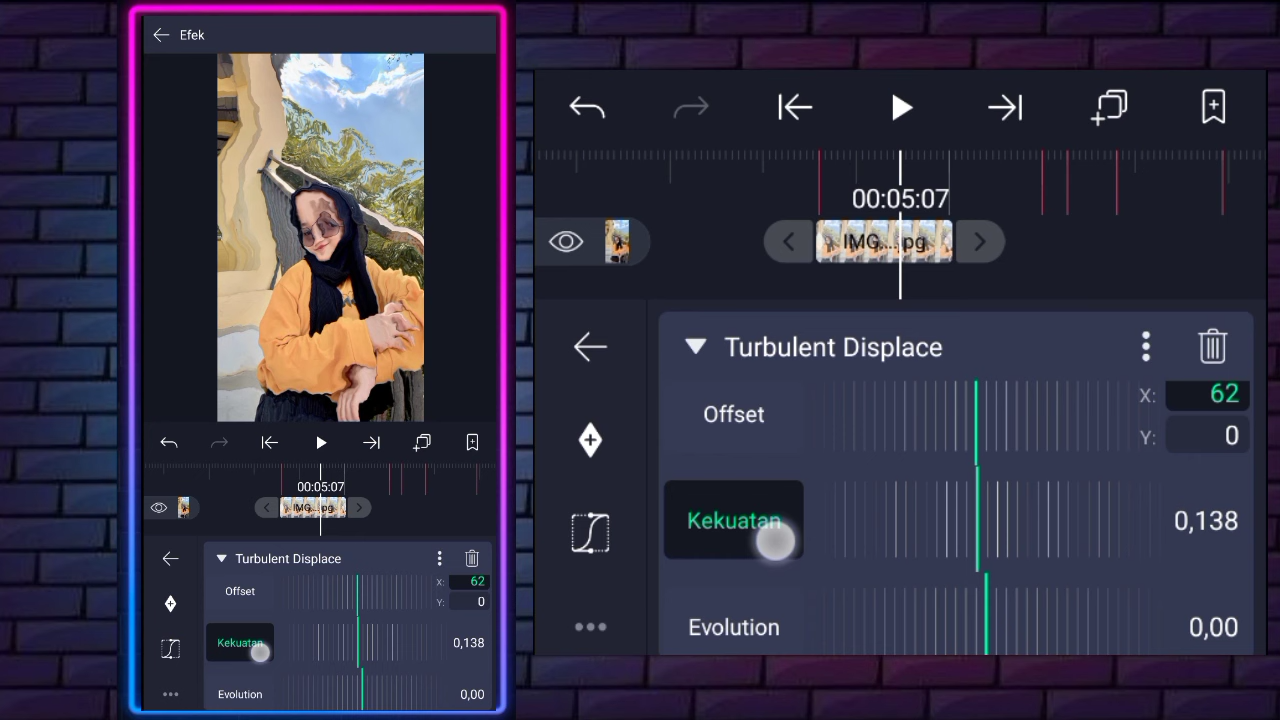 Efek
00:05:07
IMG...pg
Turbulent Displace
Offset
X: 62
Y: 0
Kekuatan
0,138
Evolution
0,00
00:05:07
IMG....pg
Turbulent Displace
Offset
X: 62
Y: 0
Kekuatan
0,138
Evolution
0,00